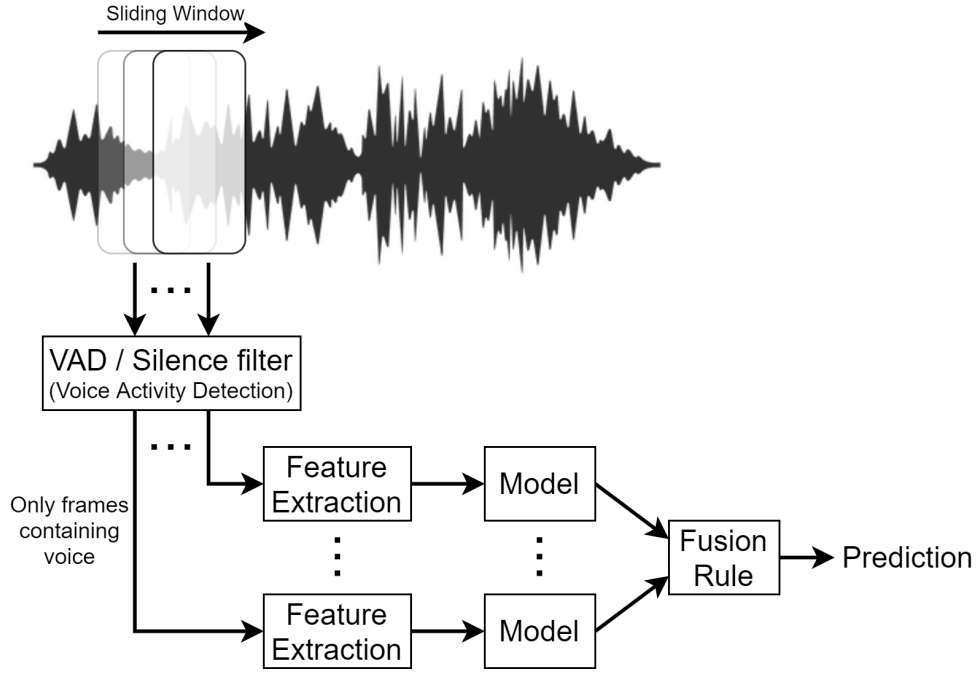 Sliding Window
VAD / Silence filter
(Voice Activity Detection)
Only frames
containing
voice
Feature
Extraction
Model
Feature
Extraction
Model
Fusion
Rule
Prediction